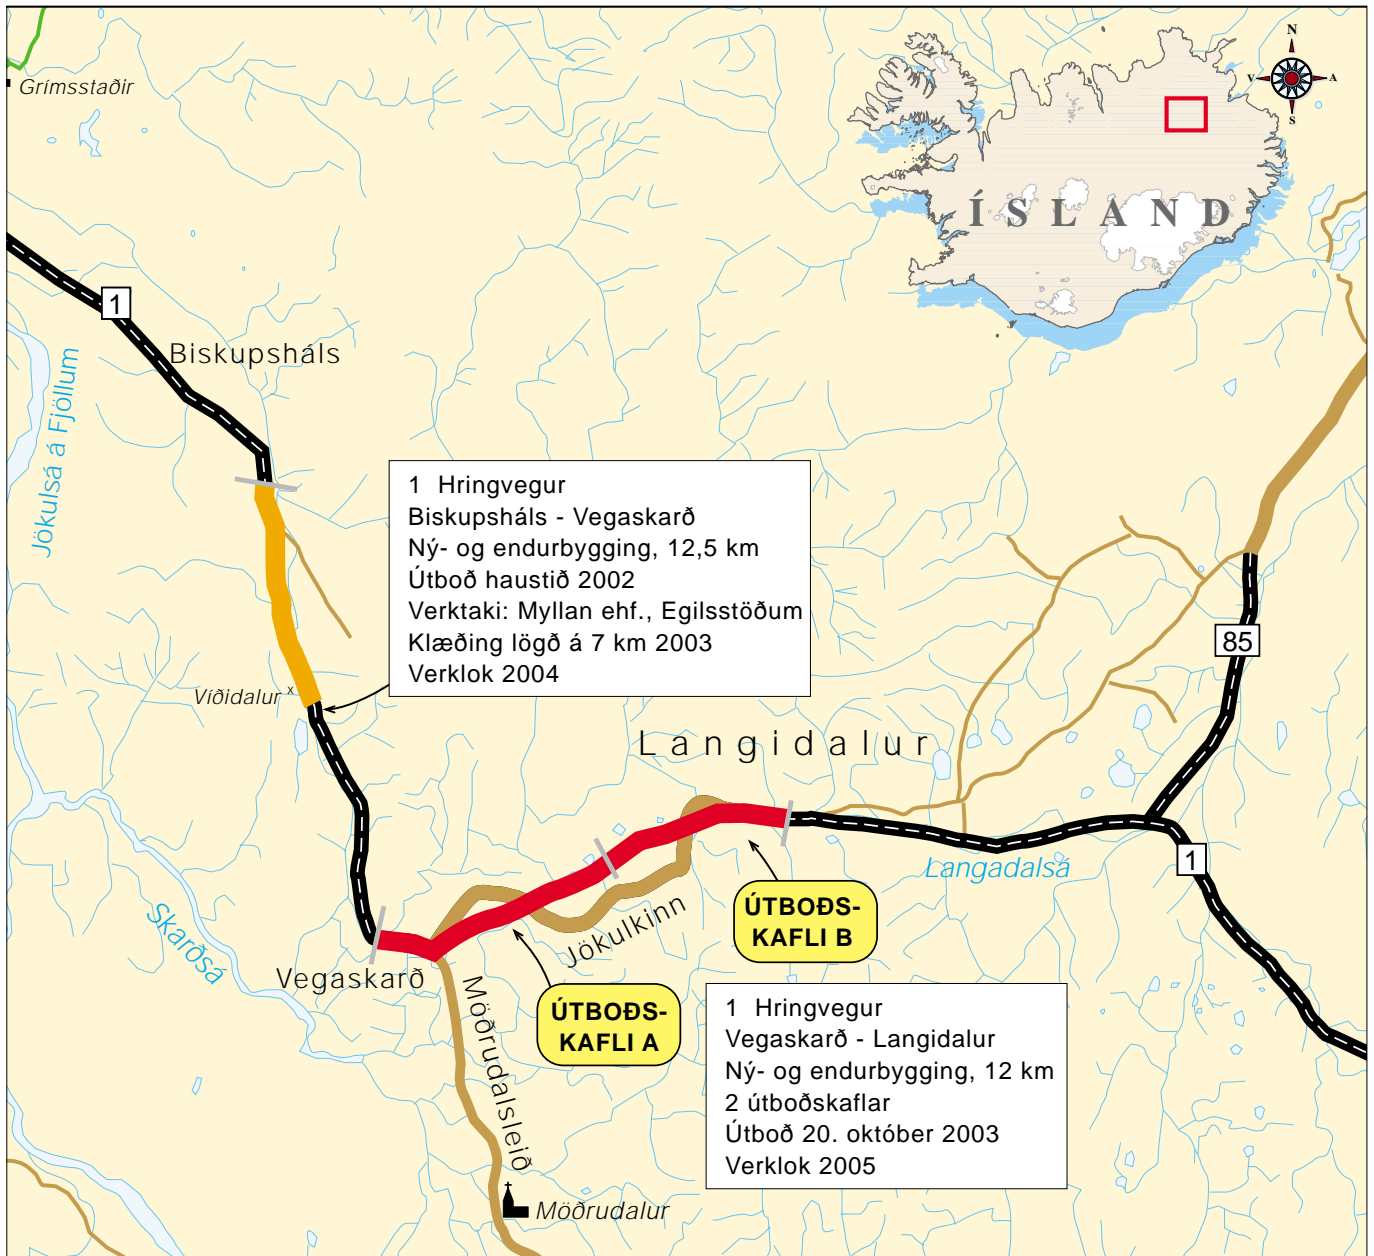 Grímsstaðir
N
V
A
S
ÍSLAND
1
Biskupsháls
Jökulsá á Fjöllum
1 Hringvegur
Biskupsháls - Vegaskarð
Ný- og endurbygging, 12,5 km
Útboð haustið 2002
Verktaki: Myllan ehf., Egilsstöðum
Klæðing lögð á 7 km 2003
Verklok 2004
85
Víðidalur x
Langidalur
1
Langadalsá
ÚTBOÐS-
KAFLI B
Skarðsá
Jökulkinn
Vegaskarð
ÚTBOÐS-
KAFLI A
Möðrudalsleið
1 Hringvegur
Vegaskarð - Langidalur
Ný- og endurbygging, 12 km
2 útboðskaflar
Útboð 20. október 2003
Verklok 2005
Möðrudalur